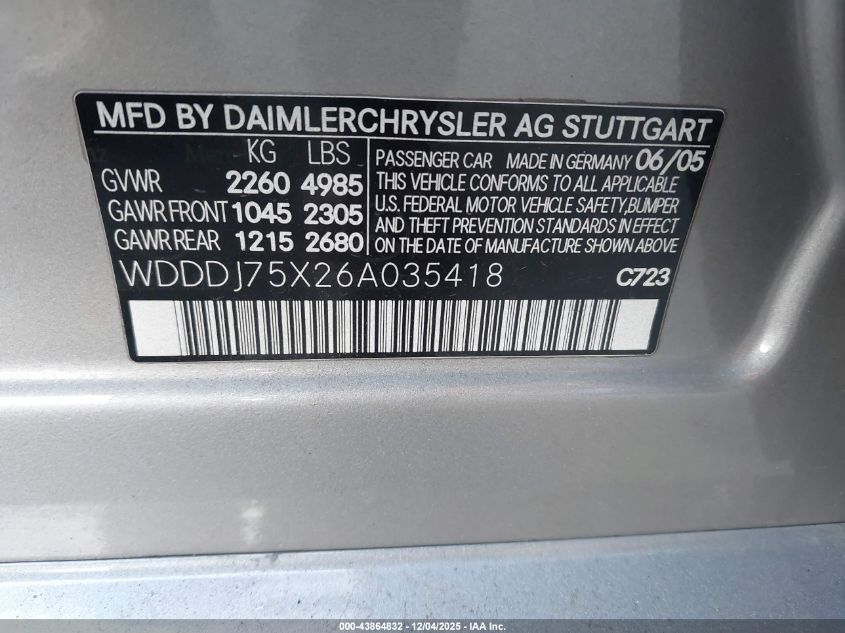 MFD BY DAIMLERCHRYSLER AG STUTTGART
KG LBS
GVWR 2260 4985
GAWR FRONT 1045 2305
GAWR REAR 1215 2680
PASSENGER CAR MADE IN GERMANY 06/05
THIS VEHICLE CONFORMS TO ALL APPLICABLE
U.S. FEDERAL MOTOR VEHICLE SAFETY,BUMPER
AND THEFT PREVENTION STANDARDS IN EFFECT
ON DATE OF MANUFACTURE SHOWN ABOVE
WDDDJ75X26A035418 C723
000-43864832 - 12/04/2025 - IAA Inc.